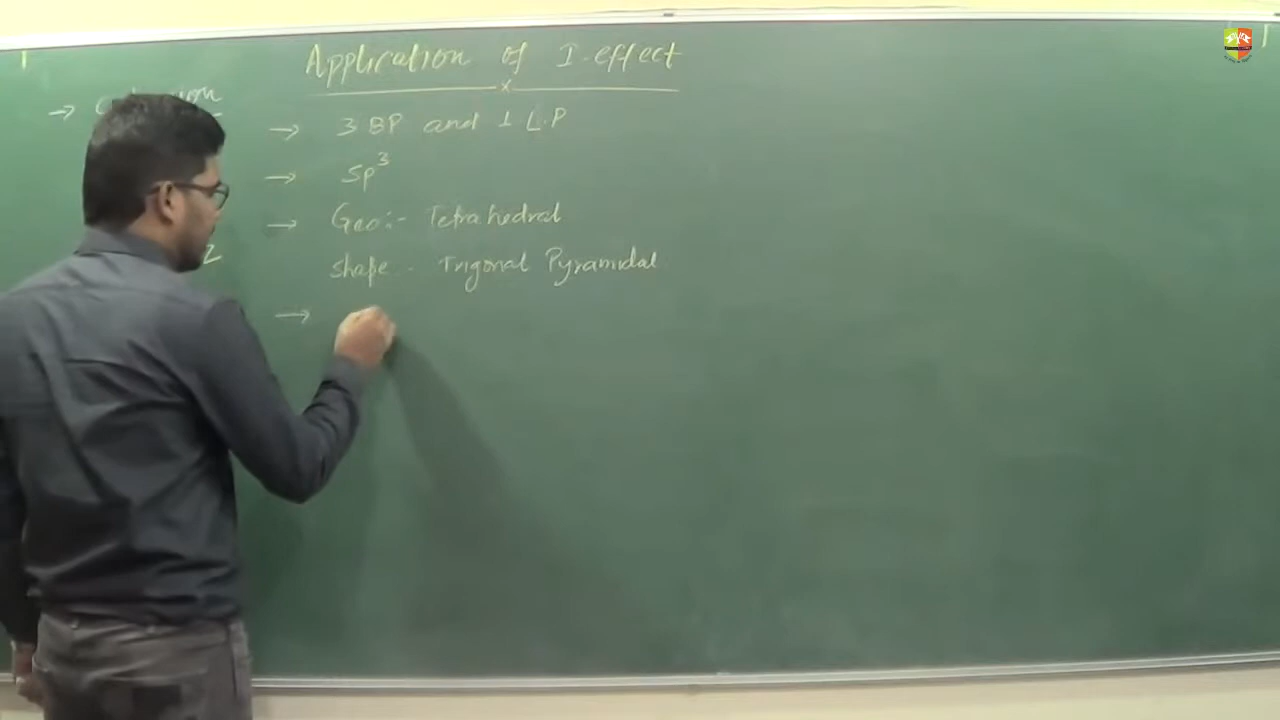 Application of I-effect
→ 3 BP and 1 L.P
→ sp³
→ Geo:- Tetrahedral
shape - Trigonal Pyramidal
→